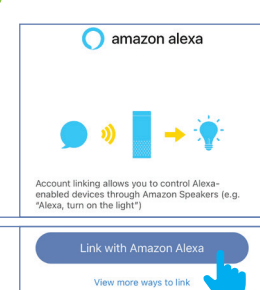 amazon alexa
Account linking allows you to control Alexa-
enabled devices through Amazon Speakers (e.g.
"Alexa, turn on the light")
Link with Amazon Alexa
View more ways to link